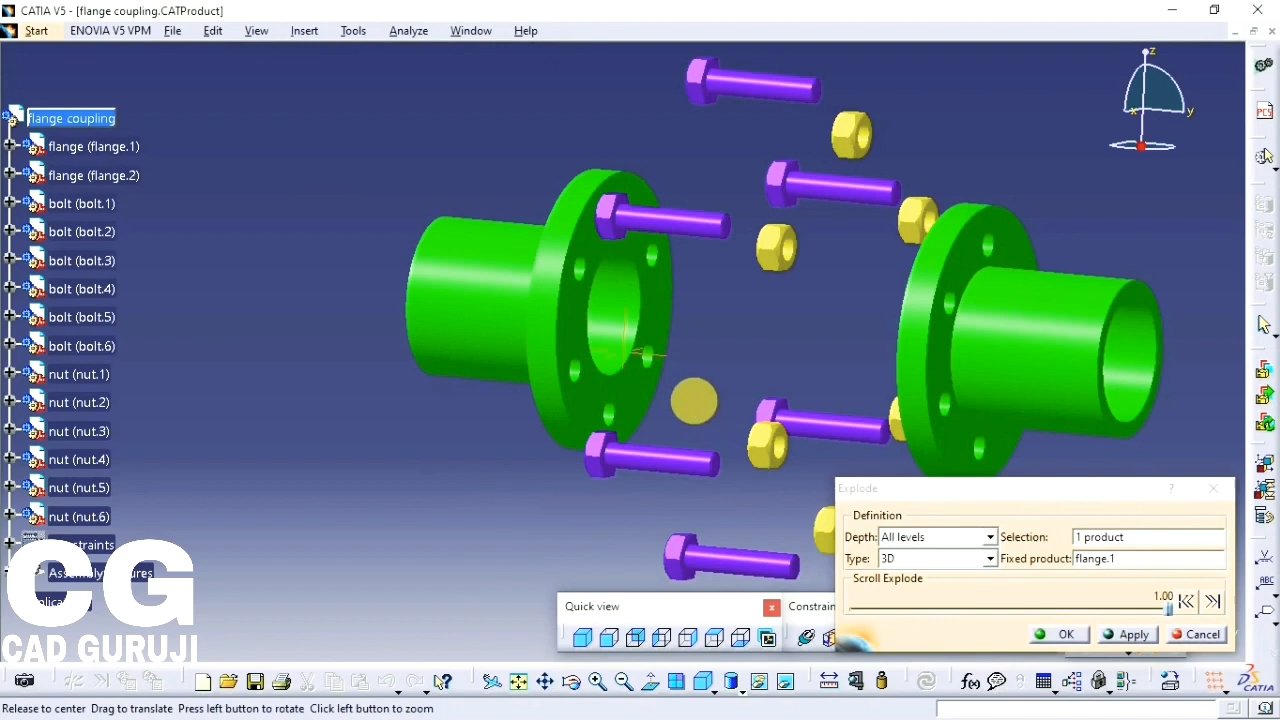 CATIA V5 - [flange coupling.CATProduct]
Start ENOVIA V5 VPM File Edit View Insert Tools Analyze Window Help
z
x y
PCS
flange coupling
flange (flange.1)
flange (flange.2)
bolt (bolt.1)
bolt (bolt.2)
bolt (bolt.3)
bolt (bolt.4)
bolt (bolt.5)
bolt (bolt.6)
nut (nut.1)
nut (nut.2)
nut (nut.3)
nut (nut.4)
nut (nut.5)
nut (nut.6)
CG
CAD GURUJI
Explode ?
Definition
Depth: All levels Selection: 1 product
Type: 3D Fixed product: flange.1
Scroll Explode
1.00
OK Apply Cancel
Quick view x Constrain
ABC
f(x)
DS CATIA
Release to center Drag to translate Press left button to rotate Click left button to zoom